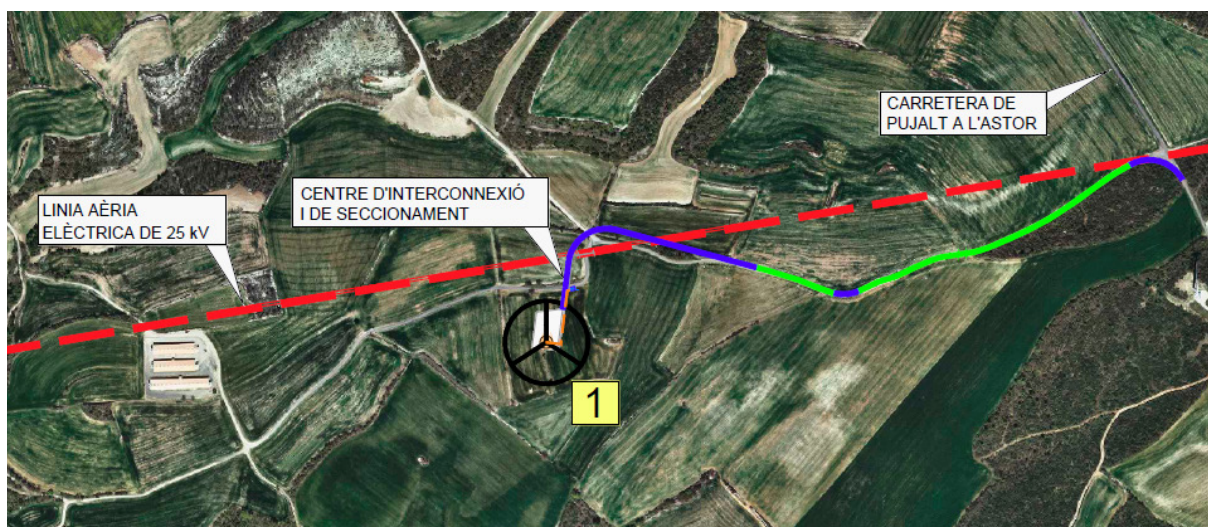 CARRETERA DE
PUJALT A L'ASTOR
CENTRE D'INTERCONNEXIÓ
I DE SECCIONAMENT
LINIA AÈRIA
ELÈCTRICA DE 25 kV
1